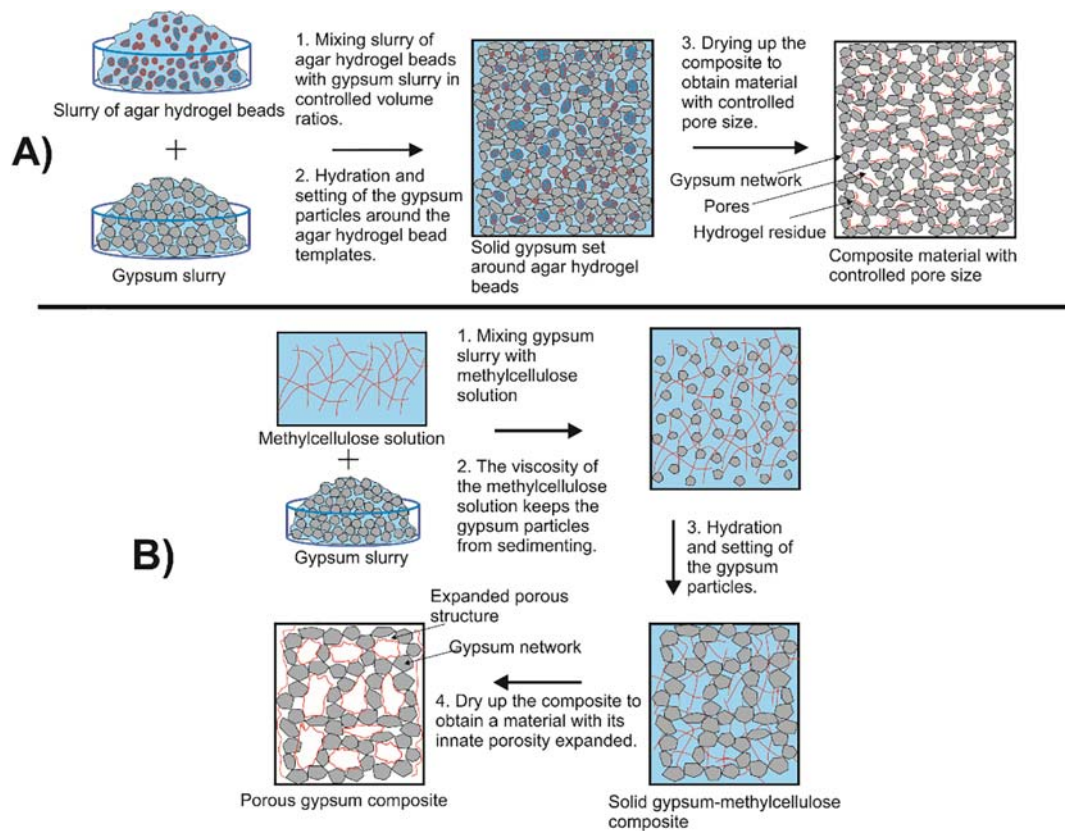 A)
Slurry of agar hydrogel beads
+
Gypsum slurry
1. Mixing slurry of
agar hydrogel beads
with gypsum slurry in
controlled volume
ratios.
2. Hydration and
setting of the gypsum
particles around the
agar hydrogel bead
templates.
Solid gypsum set
around agar hydrogel
beads
3. Drying up the
composite to
obtain material
with controlled
pore size.
Gypsum network
Pores
Hydrogel residue
Composite material with
controlled pore size
B)
Methylcellulose solution
+
Gypsum slurry
1. Mixing gypsum
slurry with
methylcellulose
solution
2. The viscosity of
the methylcellulose
solution keeps the
gypsum particles
from sedimenting.
3. Hydration
and setting of
the gypsum
particles.
Solid gypsum-methylcellulose
composite
4. Dry up the composite to
obtain a material with its
innate porosity expanded.
Expanded porous
structure
Gypsum network
Porous gypsum composite